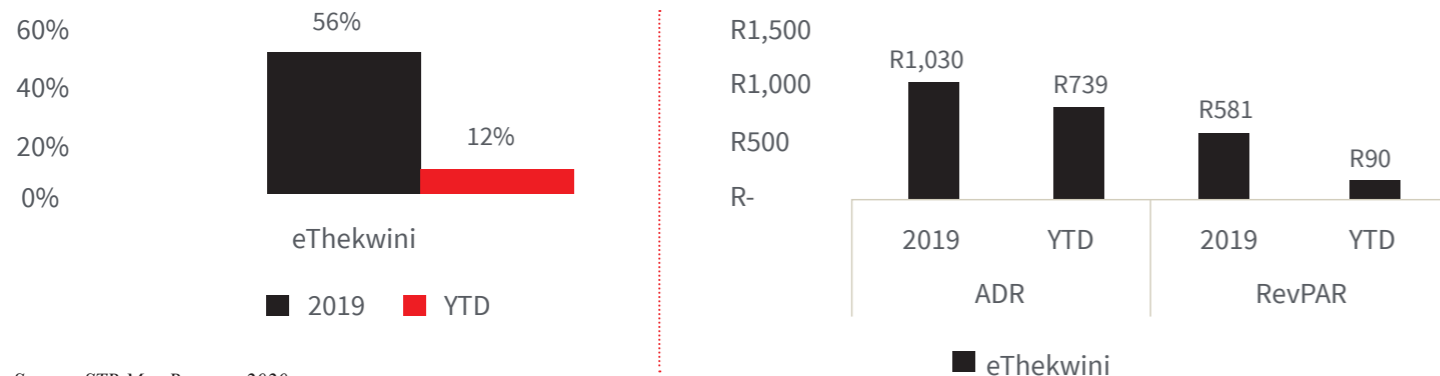 60%
40%
20%
0%
56%
12%
eThekwini
2019 YTD
R1,500
R1,000
R500
R-
R1,030
R739
R581
R90
2019 YTD 2019 YTD
ADR RevPAR
eThekwini
2020